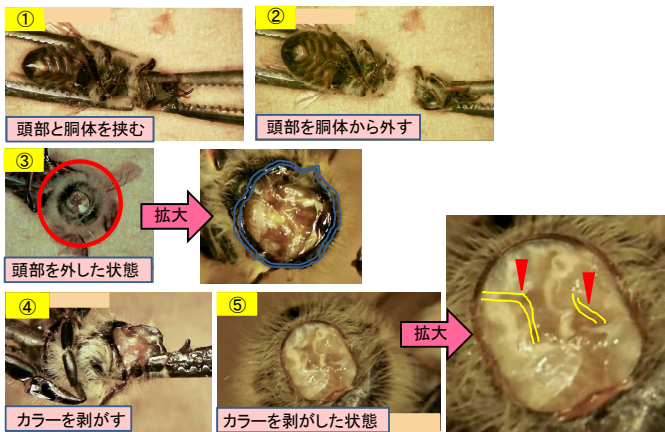 ①
頭部と胴体を挟む
②
頭部を胴体から外す
③
頭部を外した状態
拡大
④
カラーを剥がす
⑤
カラーを剥がした状態
拡大